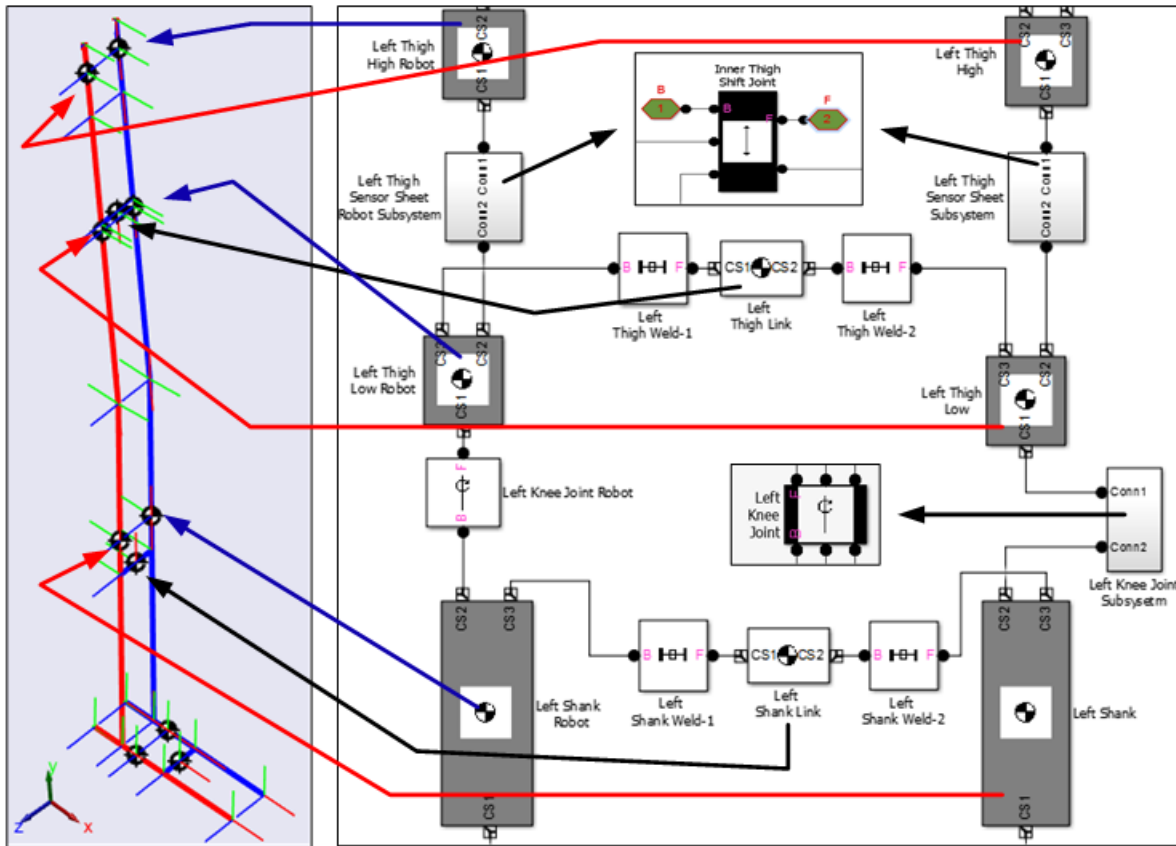 CS2
CS1
Left Thigh
High Robot
CS2
CS3
CS1
Left Thigh
High
Inner Thigh
Shift Joint
B
1
B
F
F
2
Left Thigh
Sensor Sheet
Robot Subsystem
Conn1
Conn2
Conn1
Conn2
Left Thigh
Sensor Sheet
Subsystem
B
F
Left
Thigh Weld-1
CS1 CS2
Left
Thigh Link
B
F
Left
Thigh Weld-2
Left Thigh
Low Robot
CS2
CS2
CS1
Left Thigh
Low
CS3
CS2
CS1
F
B
Left Knee Joint Robot
Left
Knee
Joint
F
B
Conn1
Conn2
Left Knee Joint
Subsysetm
CS2
CS3
CS1
Left Shank
Robot
B
F
Left
Shank Weld-1
CS1 CS2
Left
Shank Link
B
F
Left
Shank Weld-2
CS2
CS3
CS1
Left Shank
Y
Z
X